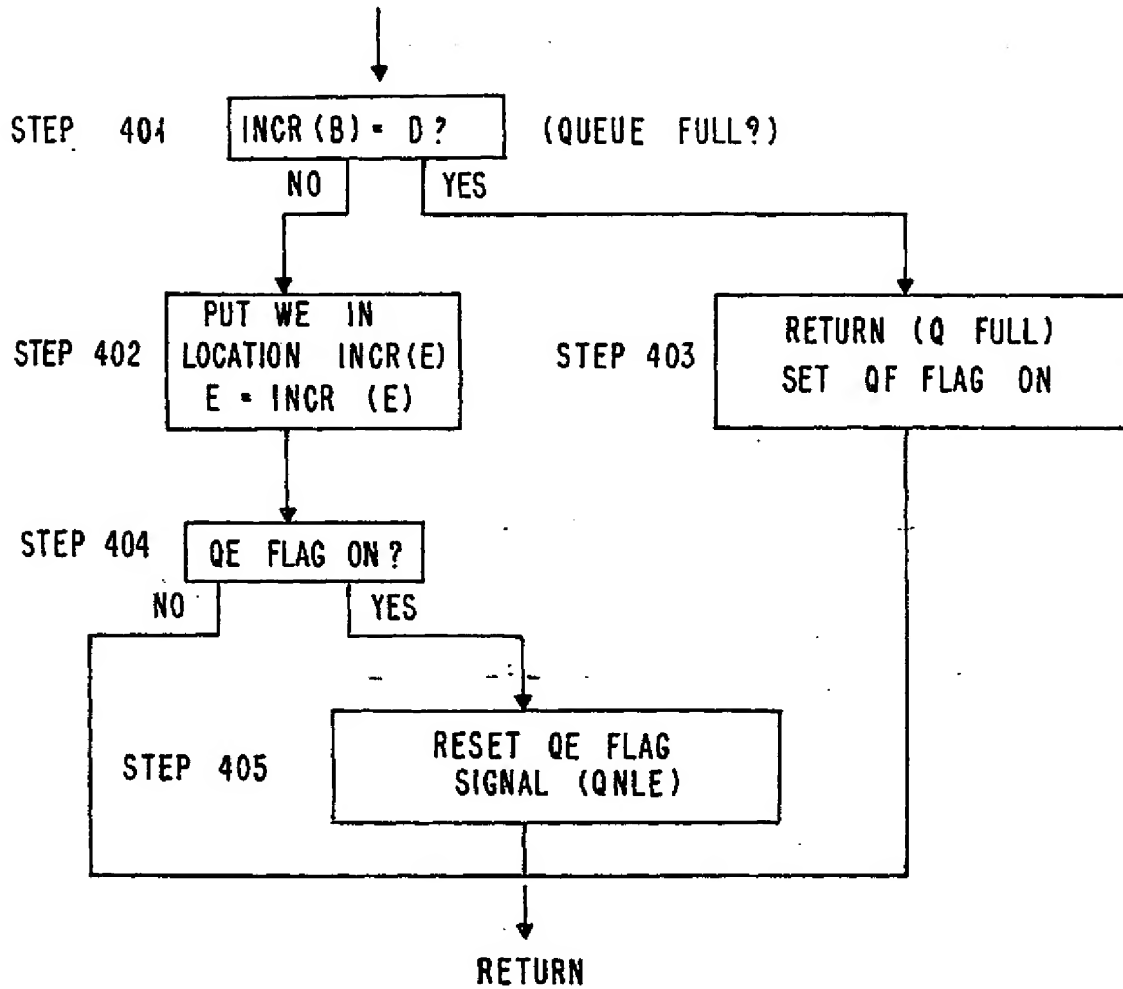 STEP 401
INCR (B) = D ?
(QUEUE FULL?)
NO
YES
STEP 402
PUT WE IN
LOCATION INCR(E)
E = INCR (E)
STEP 403
RETURN (Q FULL)
SET QF FLAG ON
STEP 404
QE FLAG ON ?
NO
YES
STEP 405
RESET QE FLAG
SIGNAL (QNLE)
RETURN